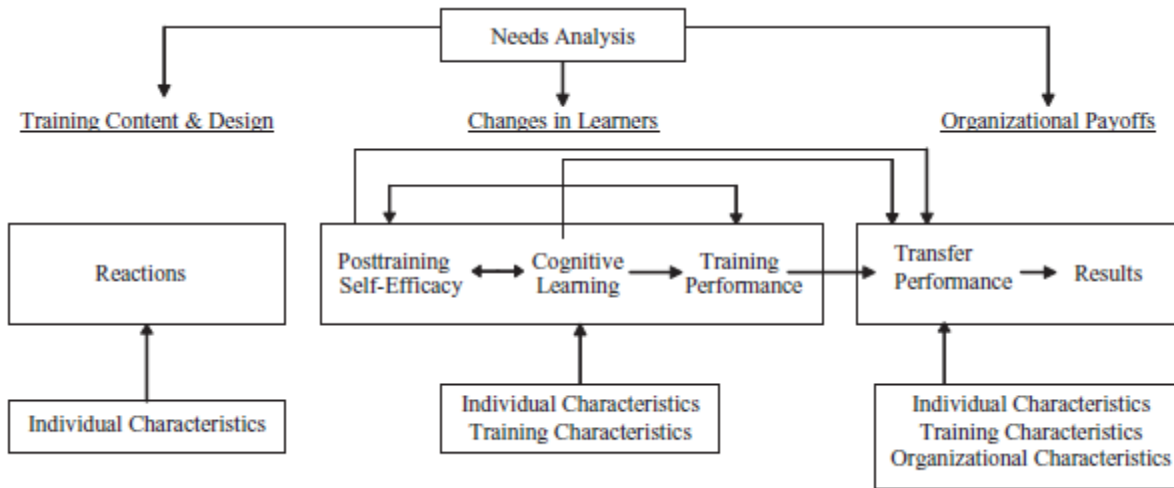 Needs Analysis
Training Content & Design
Changes in Learners
Organizational Payoffs
Reactions
Posttraining
Self-Efficacy
Cognitive
Learning
Training
Performance
Transfer
Performance
Results
Individual Characteristics
Individual Characteristics
Training Characteristics
Individual Characteristics
Training Characteristics
Organizational Characteristics